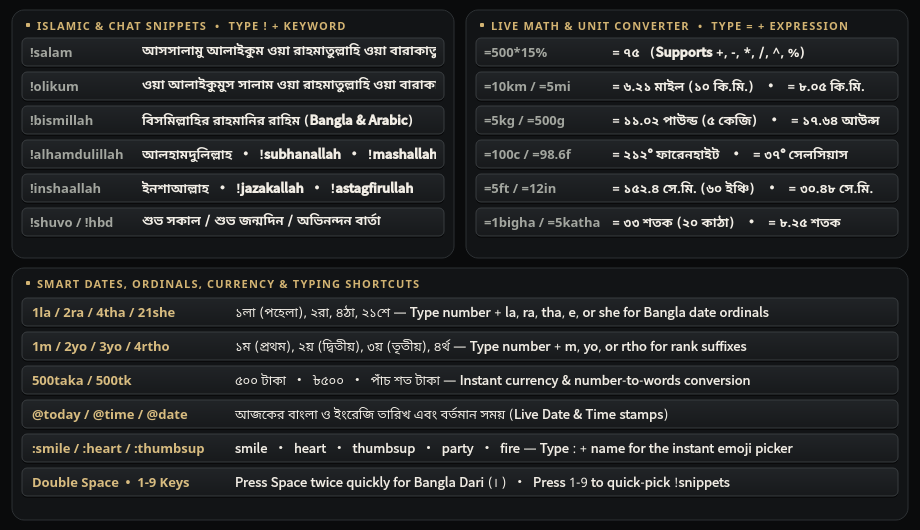 ISLAMIC & CHAT SNIPPETS • TYPE ! + KEYWORD
!salam আসসালামু আলাইকুম ওয়া রাহমাতুল্লাহি ওয়া বারাকাতু
!olikum ওয়া আলাইকুমুস সালাম ওয়া রাহমাতুল্লাহি ওয়া বারাক
!bismillah বিসমিল্লাহির রাহমানির রাহিম (Bangla & Arabic)
!alhamdulillah আলহামদুলিল্লাহ • !subhanallah • !mashallah
!inshaallah ইনশাআল্লাহ • !jazakallah • !astagfirullah
!shuvo / !hbd শুভ সকাল / শুভ জন্মদিন / অভিনন্দন বার্তা
LIVE MATH & UNIT CONVERTER • TYPE = + EXPRESSION
=500*15% = ৭৫ (Supports +, -, *, /, ^, %)
=10km / =5mi = ৬.২১ মাইল (১০ কি.মি.) • = ৮.০৫ কি.মি.
=5kg / =500g = ১১.০২ পাউন্ড (৫ কেজি) • = ১৭.৬৪ আউন্স
=100c / =98.6f = ২১২° ফারেনহাইট • = ৩৭° সেলসিয়াস
=5ft / =12in = ১৫২.৪ সে.মি. (৬০ ইঞ্চি) • = ৩০.৪৮ সে.মি.
=1bigha / =5katha = ৩৩ শতক (২০ কাঠা) • = ৮.২৫ শতক
SMART DATES, ORDINALS, CURRENCY & TYPING SHORTCUTS
1la / 2ra / 4tha / 21she ১লা (পহেলা), ২রা, ৪ঠা, ২১শে — Type number + la, ra, tha, e, or she for Bangla date ordinals
1m / 2yo / 3yo / 4rtho ১ম (প্রথম), ২য় (দ্বিতীয়), ৩য় (তৃতীয়), ৪র্থ — Type number + m, yo, or rtho for rank suffixes
500taka / 500tk ৫০০ টাকা • ৳৫০০ • পাঁচ শত টাকা — Instant currency & number-to-words conversion
@today / @time / @date আজকের বাংলা ও ইংরেজি তারিখ এবং বর্তমান সময় (Live Date & Time stamps)
:smile / :heart / :thumbsup smile • heart • thumbsup • party • fire — Type : + name for the instant emoji picker
Double Space • 1-9 Keys Press Space twice quickly for Bangla Dari (।) • Press 1-9 to quick-pick !snippets